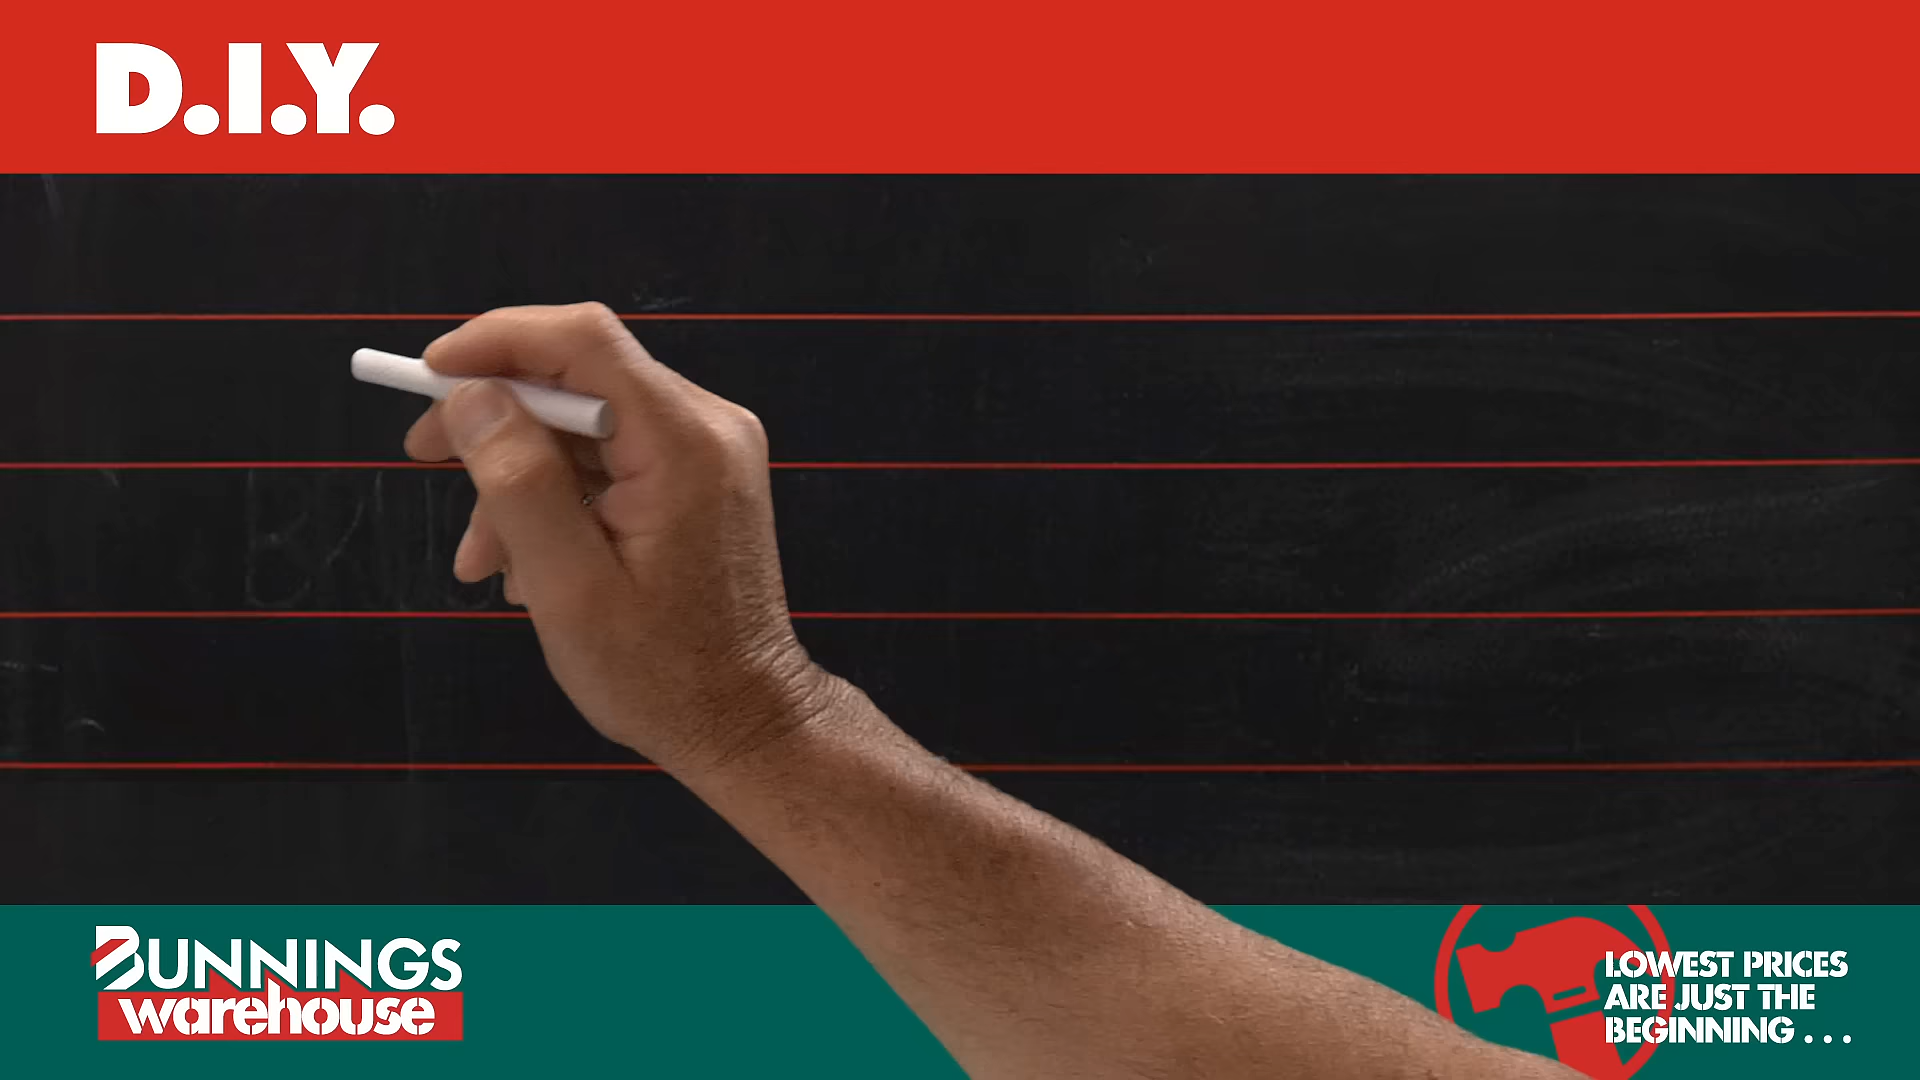 D.I.Y.
BUNNINGS
warehouse
LOWEST PRICES
ARE JUST THE
BEGINNING . . .